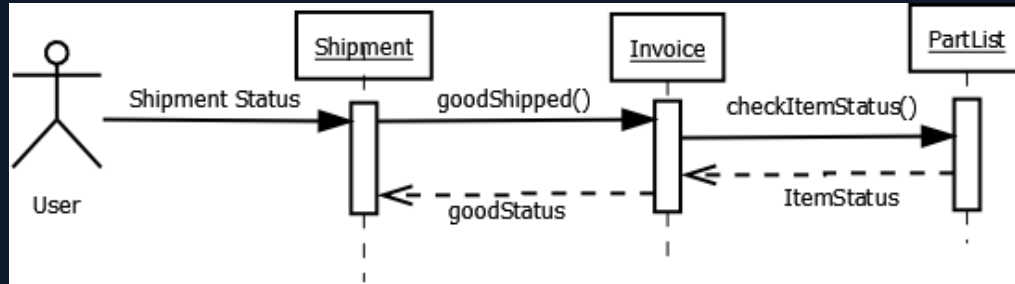 Shipment
Invoice
PartList
Shipment Status
goodShipped()
checkItemStatus()
User
goodStatus
ItemStatus